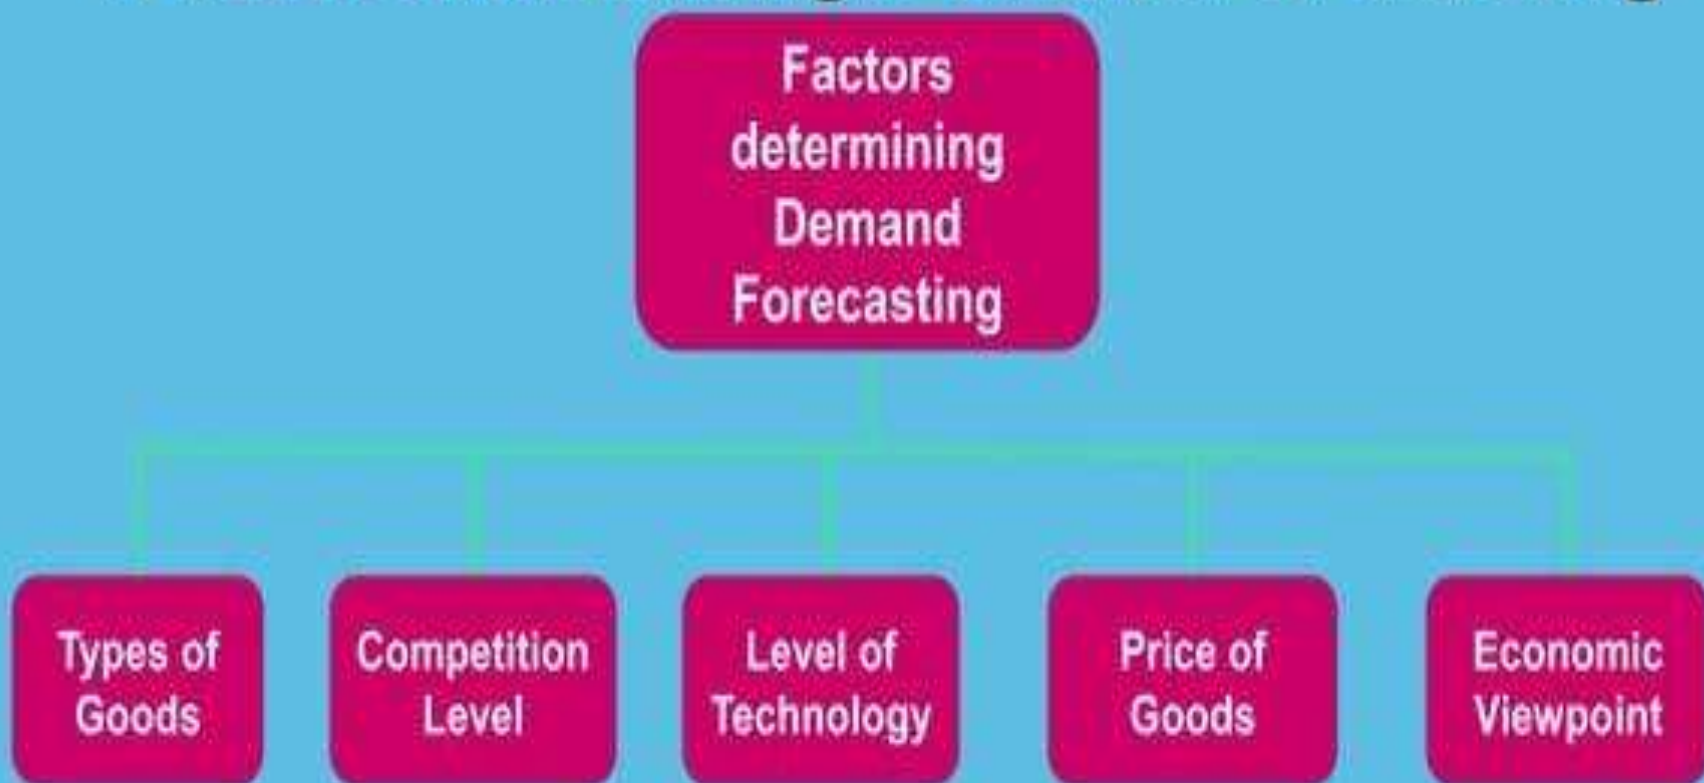 Factors
determining
Demand
Forecasting
Types of
Goods
Competition
Level
Level of
Technology
Price of
Goods
Economic
Viewpoint